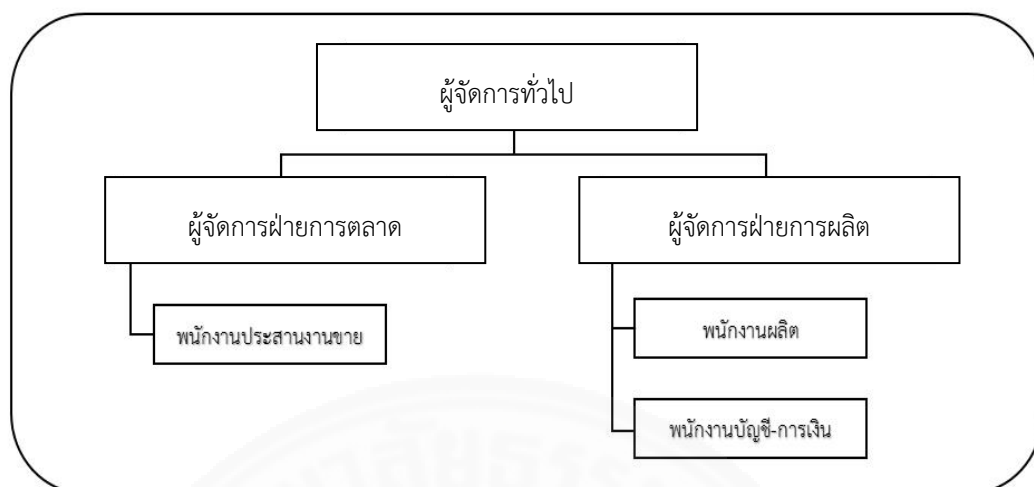 ผู้จัดการทั่วไป
ผู้จัดการฝ่ายการตลาด
ผู้จัดการฝ่ายการผลิต
พนักงานประสานงานขาย
พนักงานผลิต
พนักงานบัญชี-การเงิน